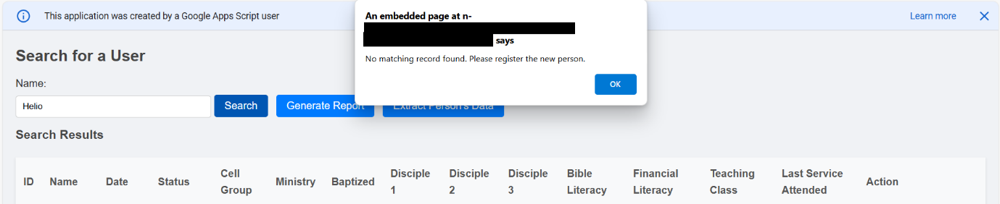 This application was created by a Google Apps Script user
Learn more
An embedded page at n-
says
No matching record found. Please register the new person.
OK
Search for a User
Name:
Helio
Search
Generate Report
Extract Person's Data
Search Results
ID Name Date Status Cell Group Ministry Baptized Disciple 1 Disciple 2 Disciple 3 Bible Literacy Financial Literacy Teaching Class Last Service Attended Action